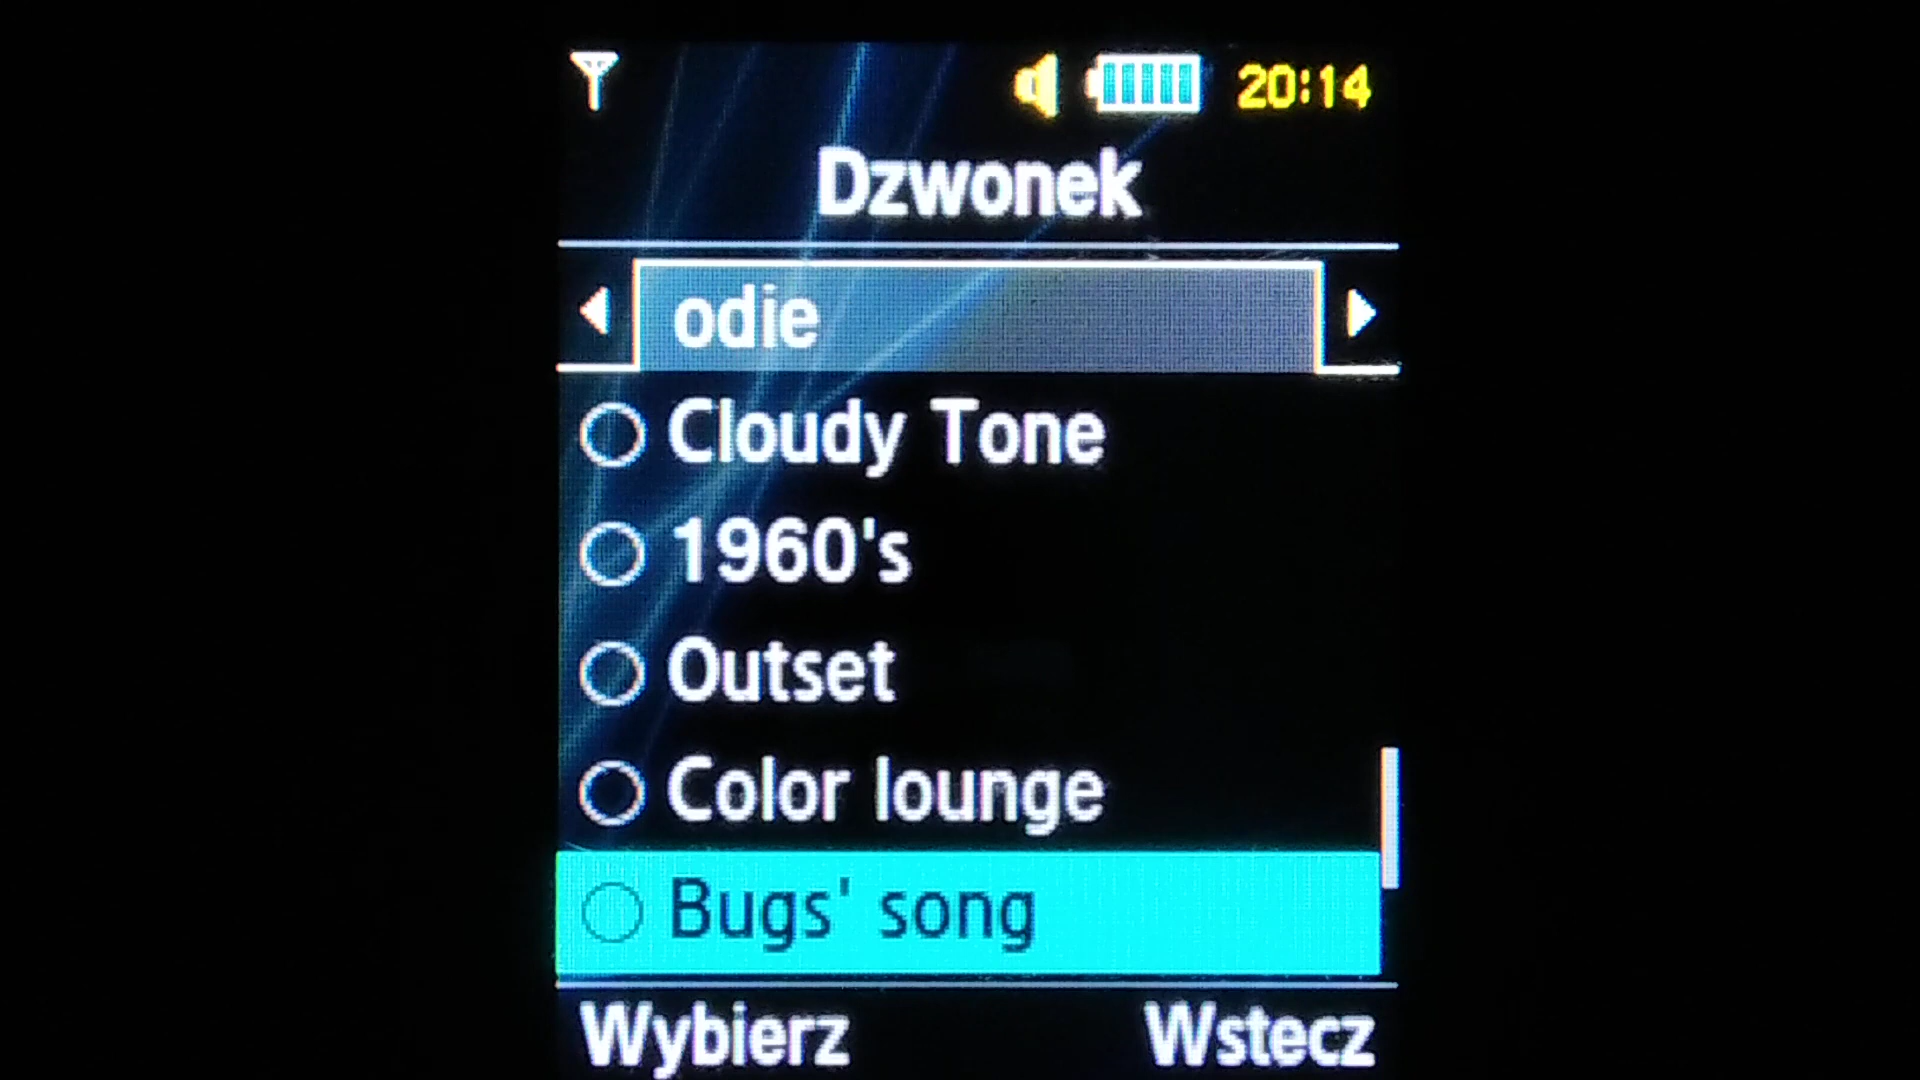 20:14
Dzwonek
odie
Cloudy Tone
1960's
Outset
Color lounge
Bugs' song
Wybierz Wstecz